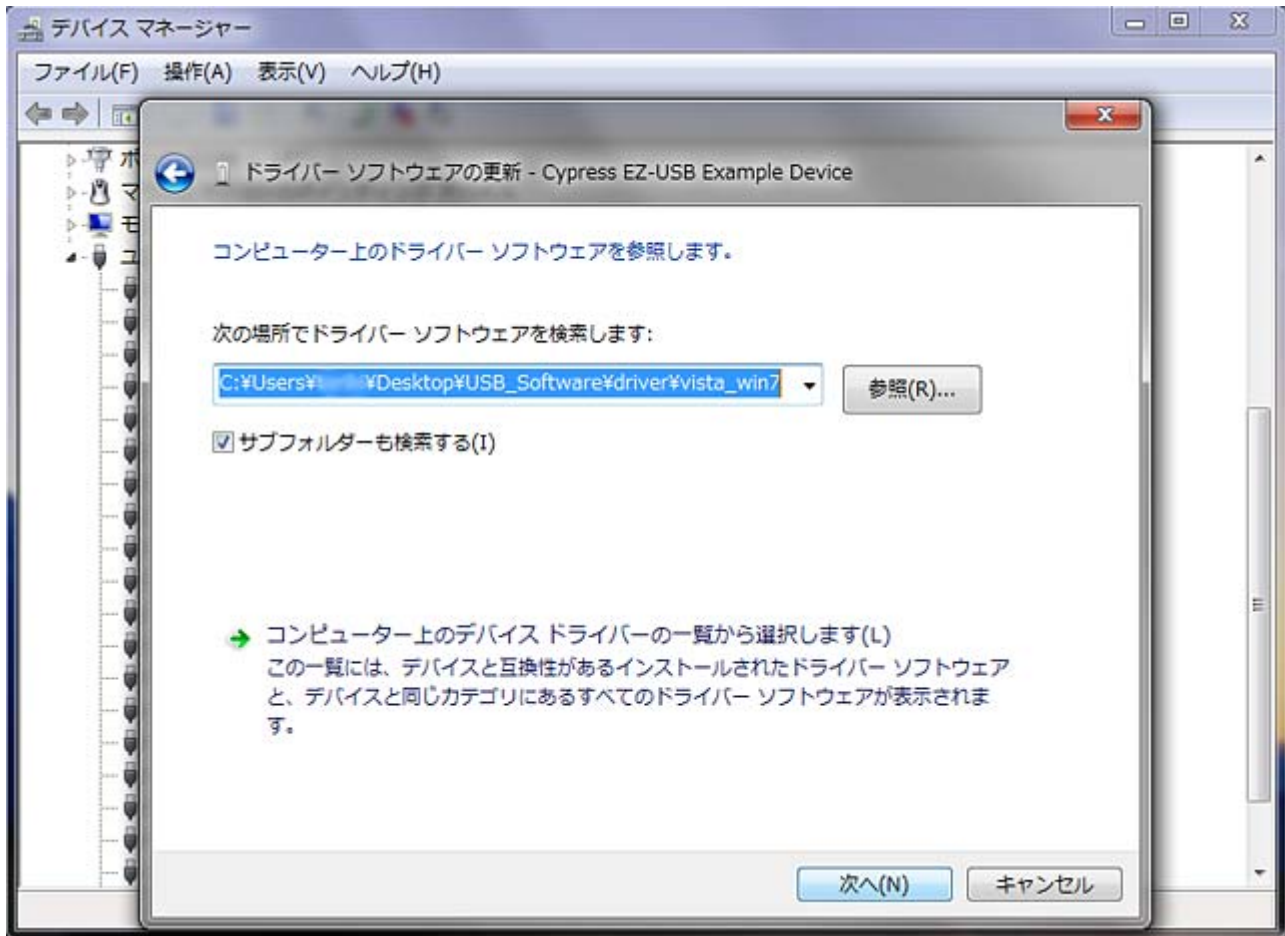 デバイス マネージャー
ファイル(F) 操作(A) 表示(V) ヘルプ(H)
ドライバー ソフトウェアの更新 - Cypress EZ-USB Example Device
コンピューター上のドライバー ソフトウェアを参照します。
次の場所でドライバー ソフトウェアを検索します:
C:¥Users¥ ¥Desktop¥USB_Software¥driver¥vista_win7
参照(R)...
サブフォルダーも検索する(I)
コンピューター上のデバイス ドライバーの一覧から選択します(L)
この一覧には、デバイスと互換性があるインストールされたドライバー ソフトウェア
と、デバイスと同じカテゴリにあるすべてのドライバー ソフトウェアが表示されま
す。
次へ(N) キャンセル